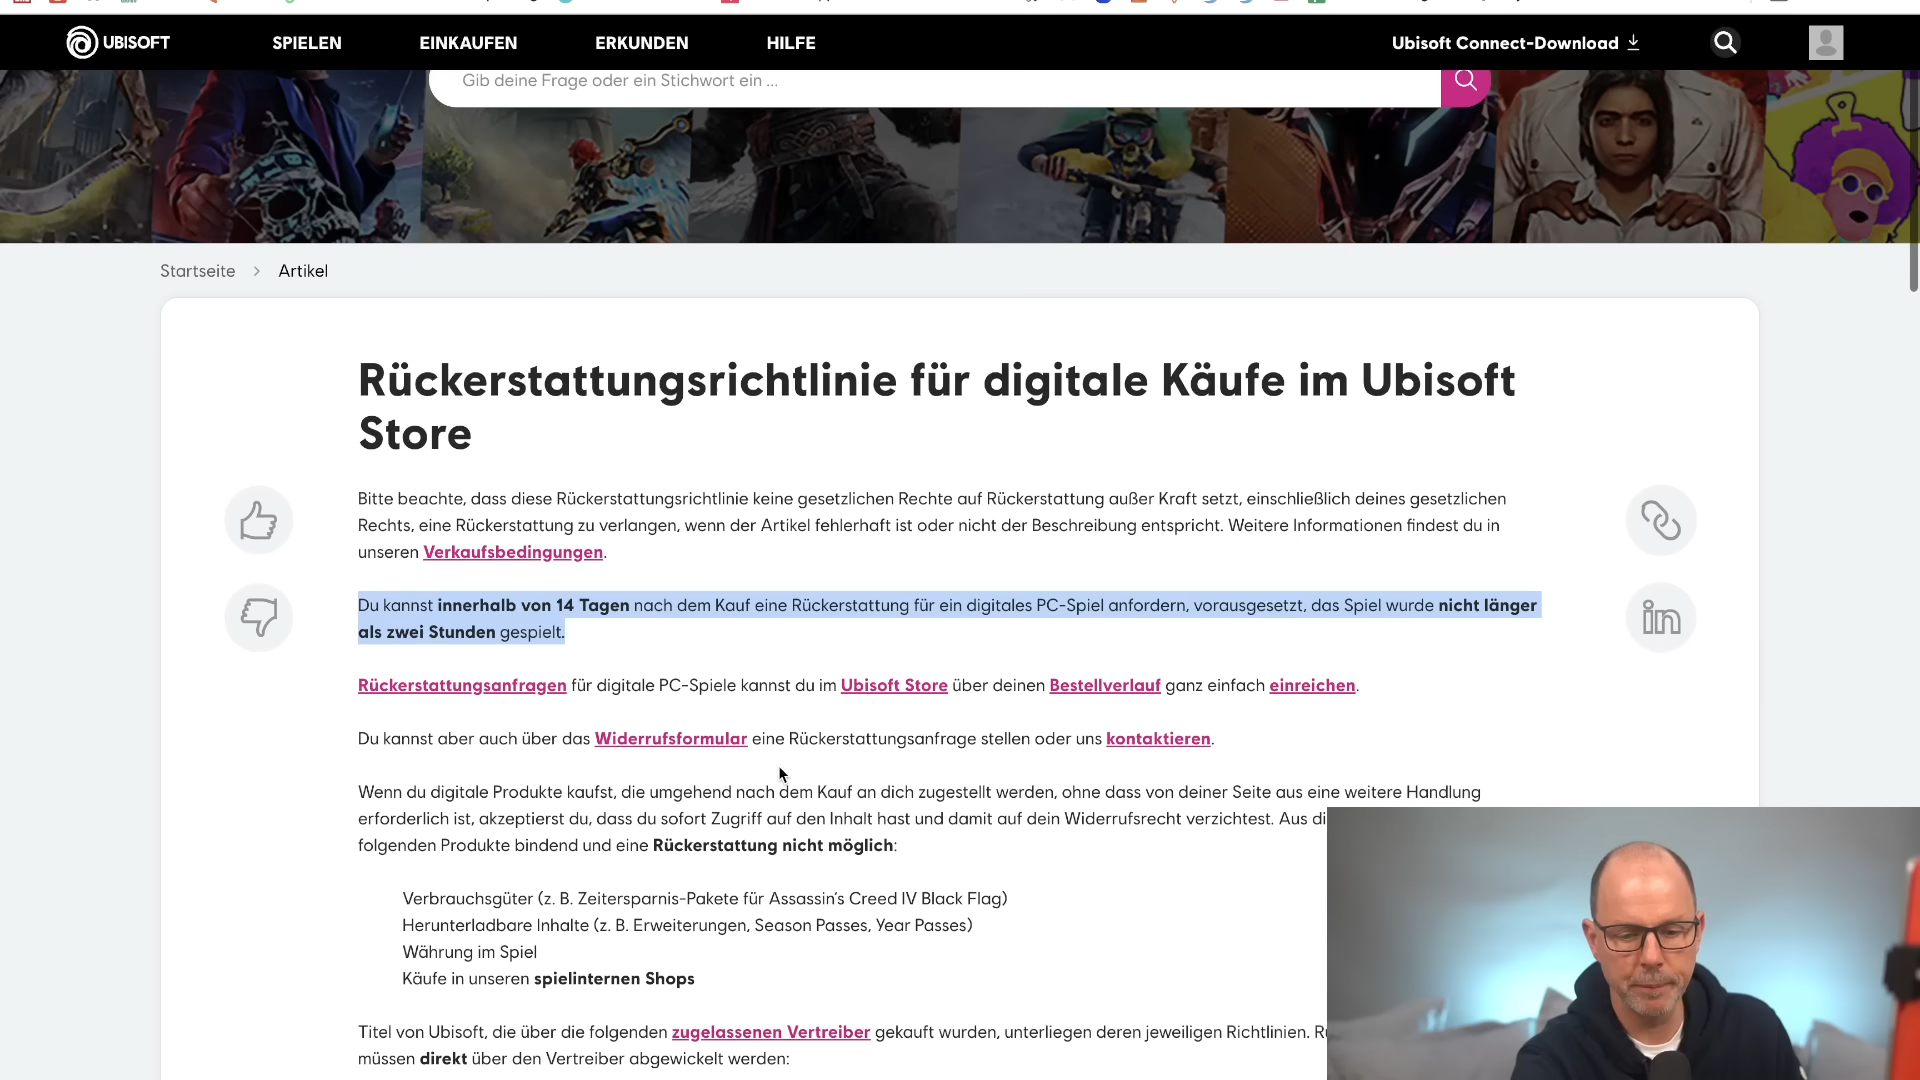 UBISOFT SPIELEN EINKAUFEN ERKUNDEN HILFE Ubisoft Connect-Download
Gib deine Frage oder ein Stichwort ein ...
Startseite > Artikel
Rückerstattungsrichtlinie für digitale Käufe im Ubisoft
Store
Bitte beachte, dass diese Rückerstattungsrichtlinie keine gesetzlichen Rechte auf Rückerstattung außer Kraft setzt, einschließlich deines gesetzlichen
Rechts, eine Rückerstattung zu verlangen, wenn der Artikel fehlerhaft ist oder nicht der Beschreibung entspricht. Weitere Informationen findest du in
unseren Verkaufsbedingungen.
Du kannst innerhalb von 14 Tagen nach dem Kauf eine Rückerstattung für ein digitales PC-Spiel anfordern, vorausgesetzt, das Spiel wurde nicht länger
als zwei Stunden gespielt.
Rückerstattungsanfragen für digitale PC-Spiele kannst du im Ubisoft Store über deinen Bestellverlauf ganz einfach einreichen.
Du kannst aber auch über das Widerrufsformular eine Rückerstattungsanfrage stellen oder uns kontaktieren.
Wenn du digitale Produkte kaufst, die umgehend nach dem Kauf an dich zugestellt werden, ohne dass von deiner Seite aus eine weitere Handlung
erforderlich ist, akzeptierst du, dass du sofort Zugriff auf den Inhalt hast und damit auf dein Widerrufsrecht verzichtest. Aus
folgenden Produkte bindend und eine Rückerstattung nicht möglich:
Verbrauchsgüter (z. B. Zeitersparnis-Pakete für Assassin's Creed IV Black Flag)
Herunterladbare Inhalte (z. B. Erweiterungen, Season Passes, Year Passes)
Währung im Spiel
Käufe in unseren spielinternen Shops
Titel von Ubisoft, die über die folgenden zugelassenen Vertreiber gekauft wurden, unterliegen deren jeweiligen Richtlinien.
müssen direkt über den Vertreiber abgewickelt werden: